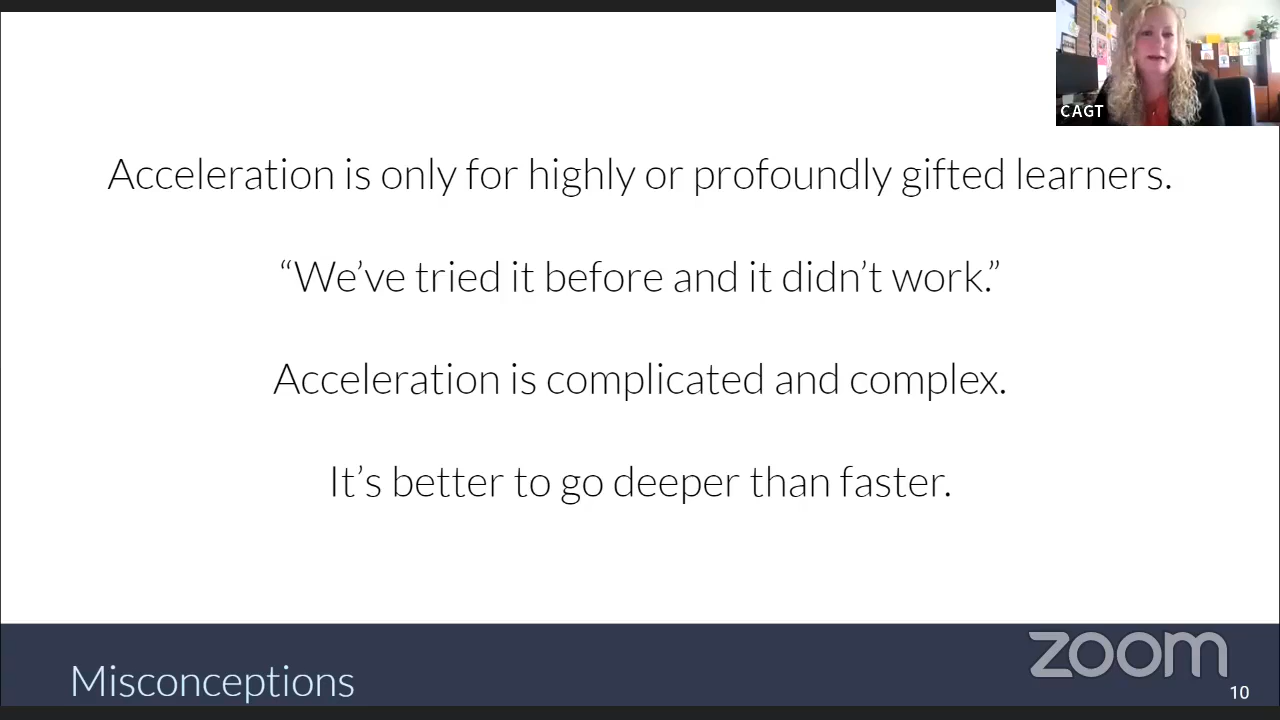 CAGT
Acceleration is only for highly or profoundly gifted learners.
“We’ve tried it before and it didn’t work.”
Acceleration is complicated and complex.
It’s better to go deeper than faster.
Misconceptions
zoom
10